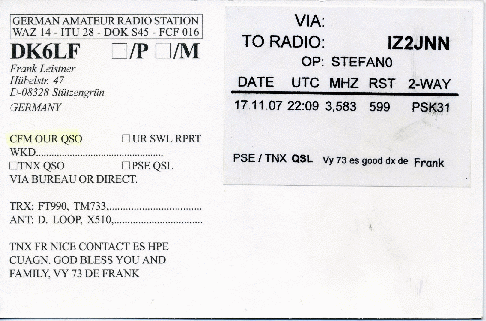 GERMAN AMATEUR RADIO STATION
WAZ 14 - ITU 28 - DOK S45 - FCF 016
DK6LF □/P □/M
Frank Leistner
Hübelstr. 47
D-08328 Stützengrün
GERMANY
CFM OUR QSO □ UR SWL RPRT
WKD...............................................
□TNX QSO □PSE QSL
VIA BUREAU OR DIRECT.
TRX: FT990, TM733...................................
ANT: D. LOOP, X510,.................................
TNX FR NICE CONTACT ES HPE
CUAGN. GOD BLESS YOU AND
FAMILY, VY 73 DE FRANK
VIA:
TO RADIO: IZ2JNN
OP: STEFAN0
DATE UTC MHZ RST 2-WAY
17.11.07 22:09 3,583 599 PSK31
PSE / TNX QSL Vy 73 es good dx de Frank